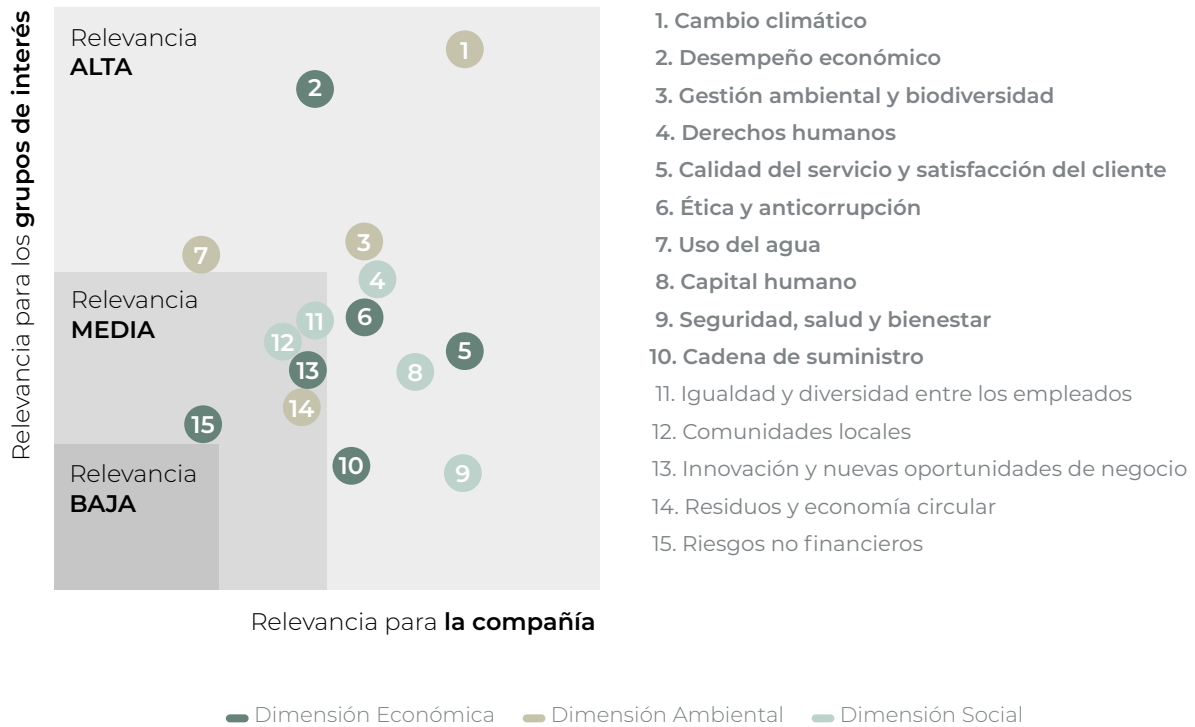 Relevancia para los grupos de interés
Relevancia
ALTA
1
2
3
7
4
Relevancia
MEDIA
11
6
12
5
13
8
14
15
Relevancia
BAJA
10
9
Relevancia para la compañía
1. Cambio climático
2. Desempeño económico
3. Gestión ambiental y biodiversidad
4. Derechos humanos
5. Calidad del servicio y satisfacción del cliente
6. Ética y anticorrupción
7. Uso del agua
8. Capital humano
9. Seguridad, salud y bienestar
10. Cadena de suministro
11. Igualdad y diversidad entre los empleados
12. Comunidades locales
13. Innovación y nuevas oportunidades de negocio
14. Residuos y economía circular
15. Riesgos no financieros
Dimensión Económica
Dimensión Ambiental
Dimensión Social